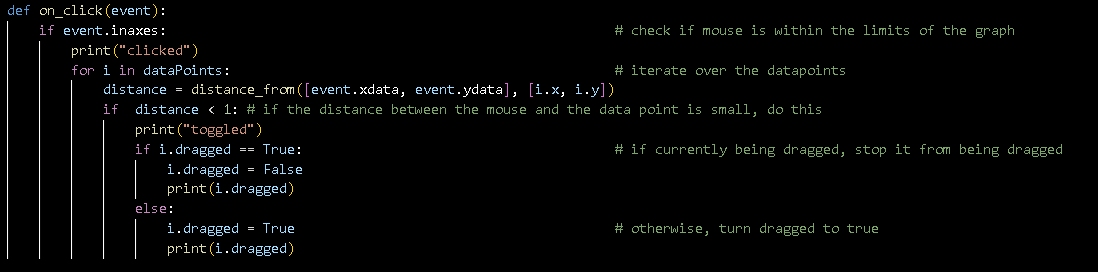 def on_click(event):
    if event.inaxes:                                                        # check if mouse is within the limits of the graph
        print("clicked")
        for i in dataPoints:                                                # iterate over the datapoints
            distance = distance_from([event.xdata, event.ydata], [i.x, i.y])
            if  distance < 1: # if the distance between the mouse and the data point is small, do this
                print("toggled")
                if i.dragged == True:                                       # if currently being dragged, stop it from being dragged
                    i.dragged = False
                    print(i.dragged)
                else:
                    i.dragged = True                                        # otherwise, turn dragged to true
                    print(i.dragged)